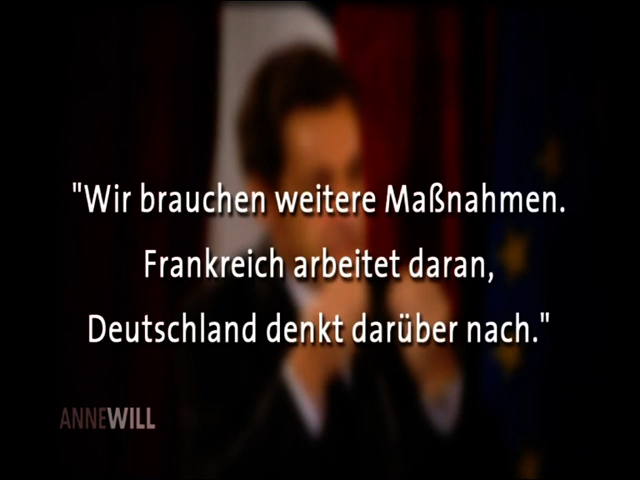 "Wir brauchen weitere Maßnahmen.
Frankreich arbeitet daran,
Deutschland denkt darüber nach."
ANNEWILL